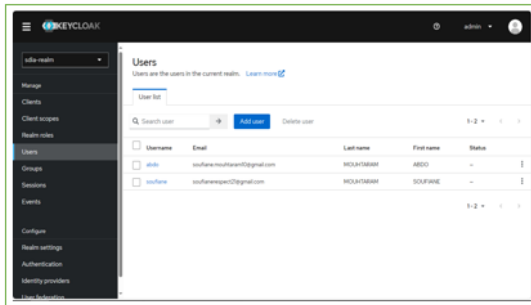 KEYCLOAK
admin
sdia-realm
Manage
Clients
Client scopes
Realm roles
Users
Groups
Sessions
Events
Configure
Realm settings
Authentication
Identity providers
User federation
Users
Users are the users in the current realm. Learn more
User list
Search user
Add user
Delete user
1-2
Username Email Last name First name Status
abdo soufiane.mouhtaram10@gmail.com MOUHTARAM ABDO –
soufiane soufianerespect21@gmail.com MOUHTARAM SOUFIANE –
1-2